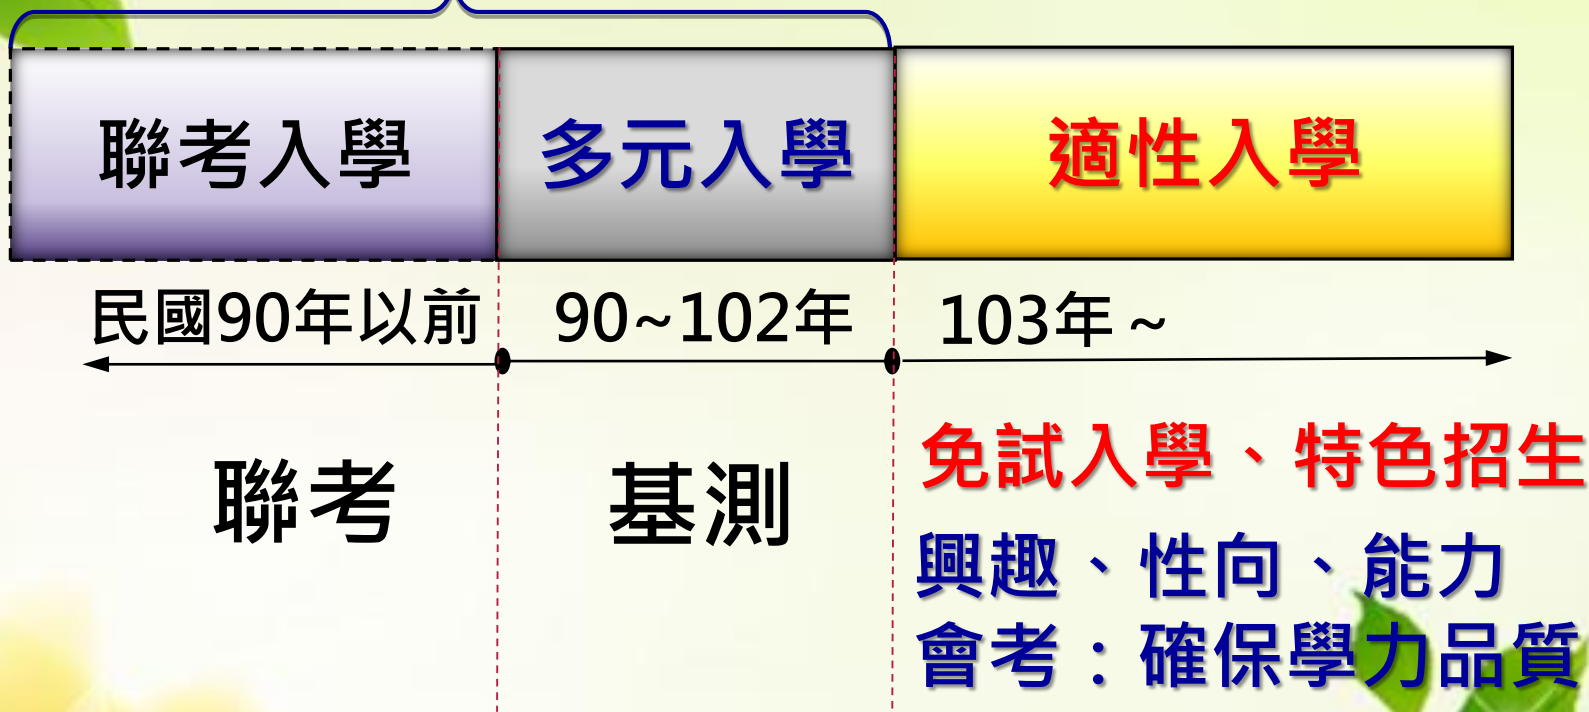 聯考入學 多元入學 適性入學
民國90年以前 90~102年 103年~
聯考 基測
免試入學、特色招生
興趣、性向、能力
會考：確保學力品質